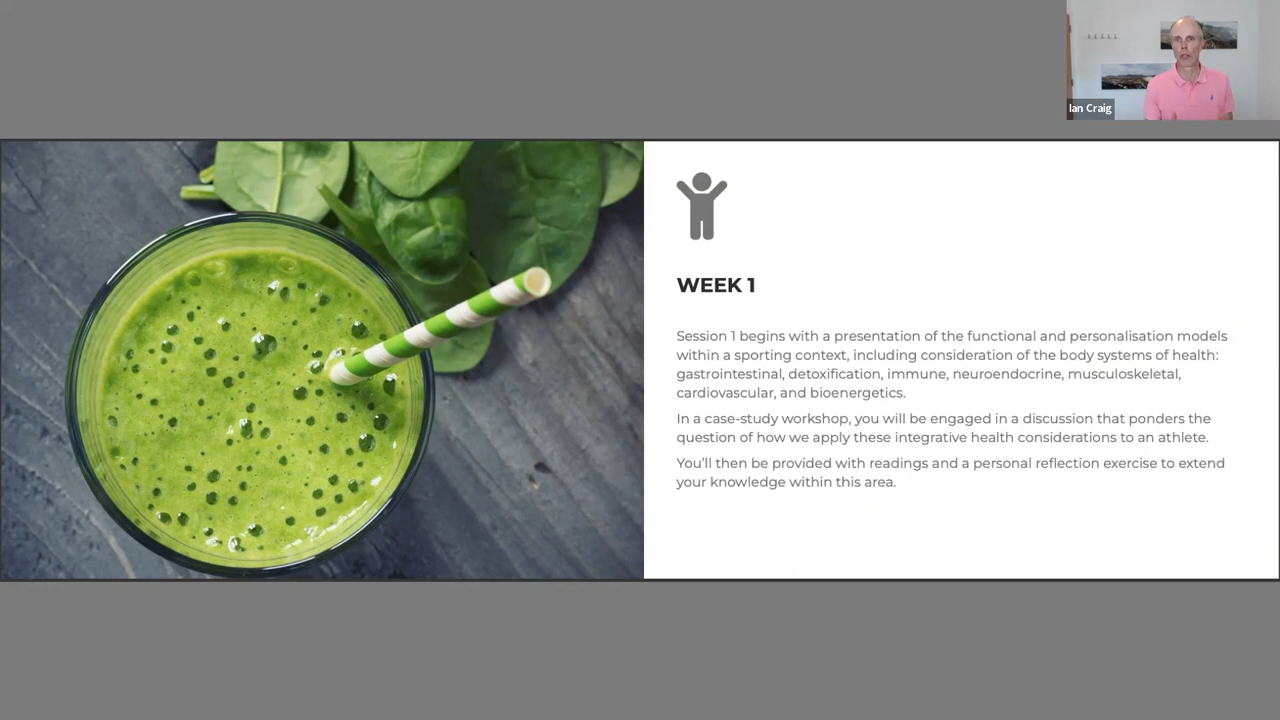 Ian Craig
WEEK 1
Session 1 begins with a presentation of the functional and personalisation models
within a sporting context, including consideration of the body systems of health:
gastrointestinal, detoxification, immune, neuroendocrine, musculoskeletal,
cardiovascular, and bioenergetics.
In a case-study workshop, you will be engaged in a discussion that ponders the
question of how we apply these integrative health considerations to an athlete.
You’ll then be provided with readings and a personal reflection exercise to extend
your knowledge within this area.